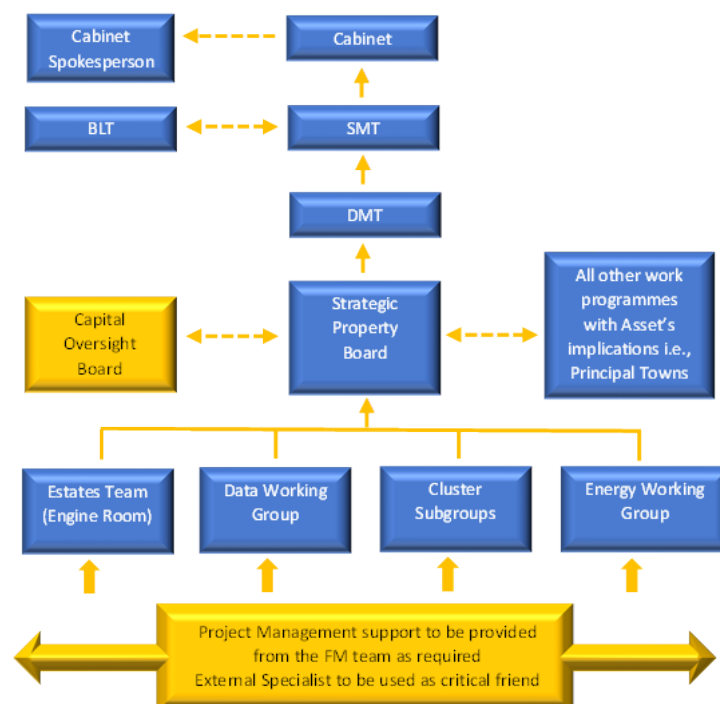 Cabinet
Spokesperson
Cabinet
BLT
SMT
DMT
Capital
Oversight
Board
Strategic
Property
Board
All other work
programmes
with Asset's
implications i.e.,
Principal Towns
Estates Team
(Engine Room)
Data Working
Group
Cluster
Subgroups
Energy Working
Group
Project Management support to be provided
from the FM team as required
External Specialist to be used as critical friend